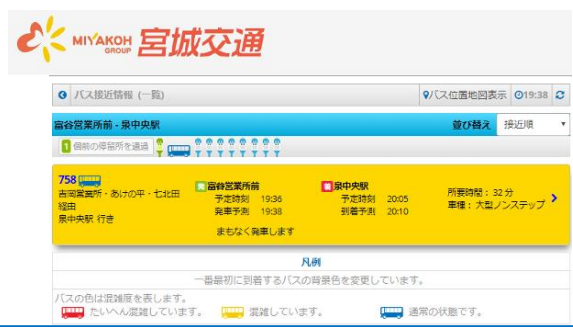 MIYAKOH GROUP 宮城交通
バス接近情報 (一覧) バス位置地図表示 19:38
富谷営業所前 - 泉中央駅 並び替え 接近順
1 個前の停留所を通過
758
吉岡営業所・あけの平・七北田経由
泉中央駅 行き
発 富谷営業所前
予定時刻 19:36
発車予測 19:38
まもなく発車します
着 泉中央駅
予定時刻 20:05
到着予測 20:10
所要時間:32 分
車種:大型ノンステップ
凡例
一番最初に到着するバスの背景色を変更しています。
バスの色は混雑度を表します。
たいへん混雑しています。 混雑しています。 通常の状態です。